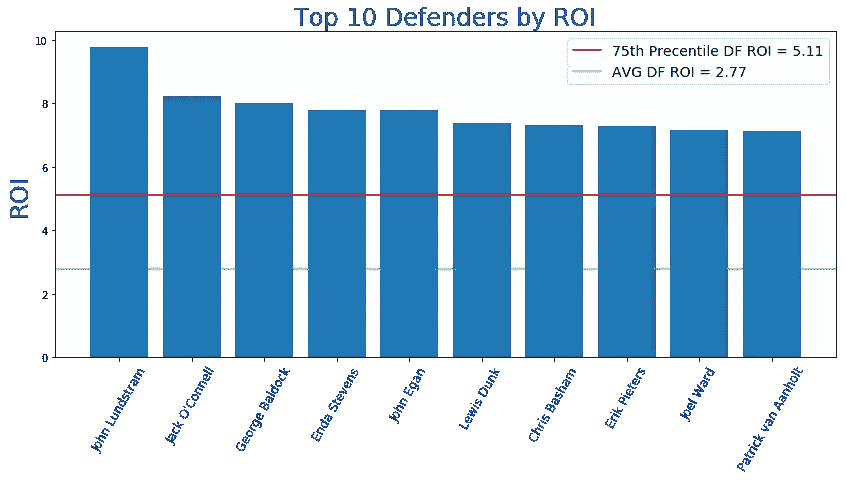 Top 10 Defenders by ROI
75th Precentile DF ROI = 5.11
AVG DF ROI = 2.77
ROI
10
8
6
4
2
0
John Lundstram
Jack O'Connell
George Baldock
Enda Stevens
John Egan
Lewis Dunk
Chris Basham
Erik Pieters
Joel Ward
Patrick van Aanholt